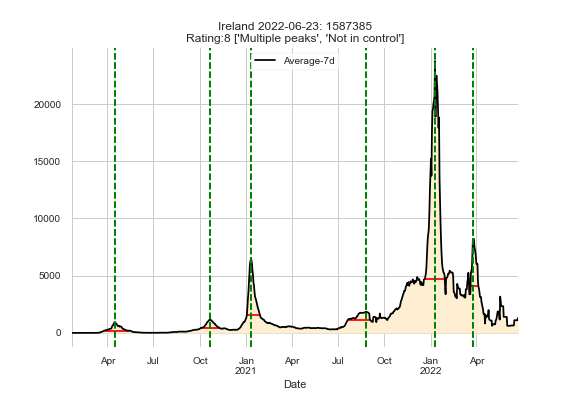 Ireland 2022-06-23: 1587385
Rating:8 ['Multiple peaks', 'Not in control']
Average-7d
20000
15000
10000
5000
0
Apr Jul Oct Jan Apr Jul Oct Jan Apr
2021 2022
Date